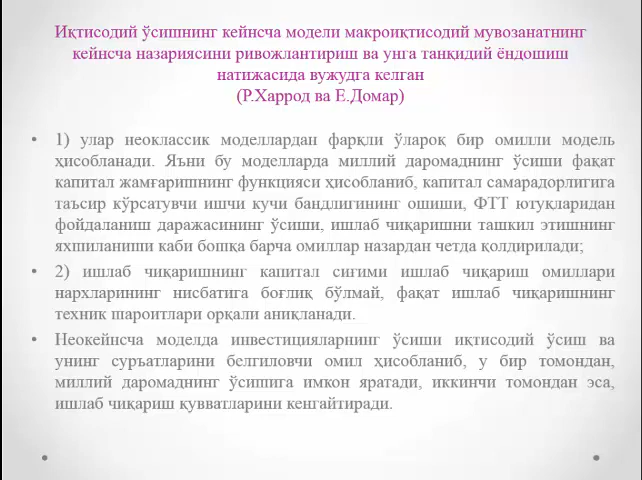 Иқтисодий ўсишнинг кейнсча модели макроиқтисодий мувозанатнинг
кейнсча назариясини ривожлантириш ва унга танқидий ёндошиш
натижасида вужудга келган
(Р.Харрод ва Е.Домар)
• 1) улар неоклассик моделлардан фарқли ўлароқ бир омилли модель
ҳисобланади. Яъни бу моделларда миллий даромаднинг ўсиши фақат
капитал жамғаришнинг функцияси ҳисобланиб, капитал самарадорлигига
таъсир кўрсатувчи ишчи кучи бандлигининг ошиши, ФТТ ютуқларидан
фойдаланиш даражасининг ўсиши, ишлаб чиқаришни ташкил этишнинг
яхпиланиши каби бошқа барча омиллар назардан четда қолдирилади;
• 2) ишлаб чиқаришнинг капитал сиғими ишлаб чиқариш омиллари
нархларининг нисбатига боғлиқ бўлмай, фақат ишлаб чиқаришнинг
техник шароитлари орқали аниқланади.
• Неокейнсча моделда инвестицияларнинг ўсиши иқтисодий ўсиш ва
унинг суръатларини белгиловчи омил ҳисобланиб, у бир томондан,
миллий даромаднинг ўсишига имкон яратади, иккинчи томондан эса,
ишлаб чиқариш қувватларини кенгайтиради.